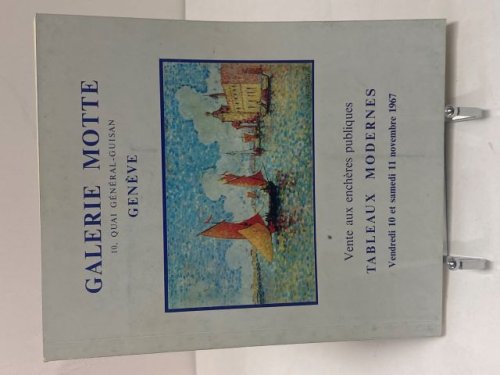 GALERIE MOTTE
10, QUAI GÉNÉRAL-GUISAN
GENÈVE
Vente aux enchères publiques
TABLEAUX MODERNES
Vendredi 10 et samedi 11 novembre 1967